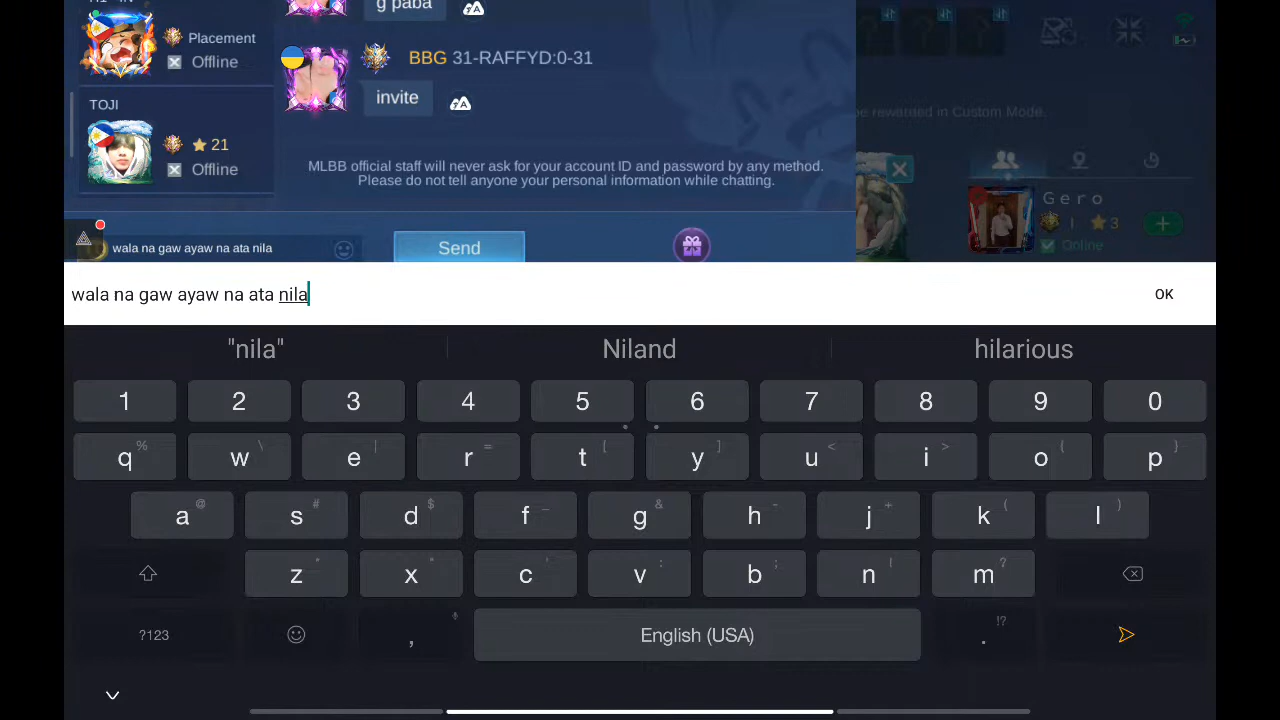 g paba
Placement
Offline
BBG 31-RAFFYD:0-31
invite
TOJI
21
Offline
MLBB official staff will never ask for your account ID and password by any method.
Please do not tell anyone your personal information while chatting.
be rewarded in Custom Mode.
Gero
I 3
Online
wala na gaw ayaw na ata nila
Send
wala na gaw ayaw na ata nila
OK
"nila" Niland hilarious
1 2 3 4 5 6 7 8 9 0
% \ | = [ ] < > { }
q w e r t y u i o p
@ # $ _ & - + ( )
a s d f g h j k l
* " ' : ; ! ?
z x c v b n m
!?
?123 , English (USA) .